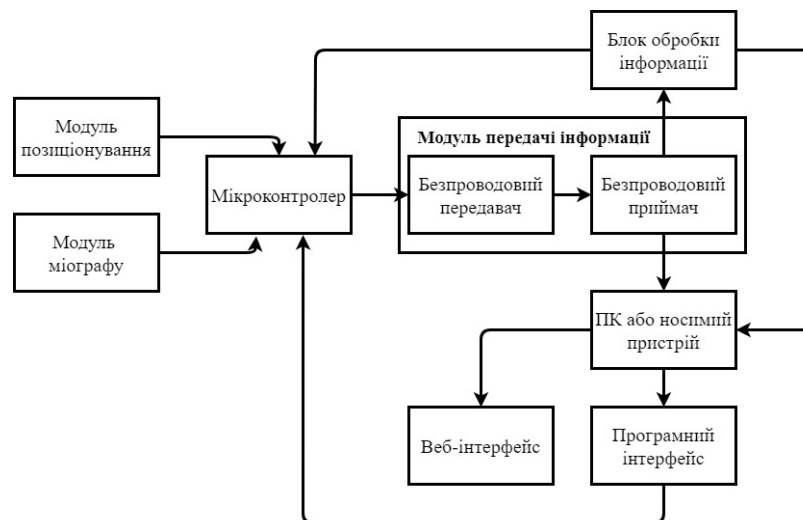 Блок обробки
інформації
Модуль
позиціонування
Модуль передачі інформації
Мікроконтролер
Безпроводовий
передавач
Безпроводовий
приймач
Модуль
міографу
ПК або носимий
пристрій
Веб-інтерфейс
Програмний
інтерфейс